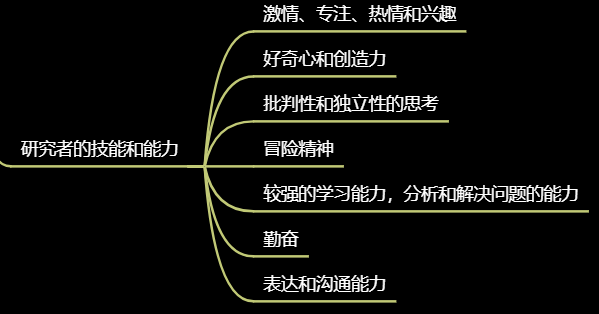 激情、专注、热情和兴趣
好奇心和创造力
批判性和独立性的思考
研究者的技能和能力
冒险精神
较强的学习能力，分析和解决问题的能力
勤奋
表达和沟通能力